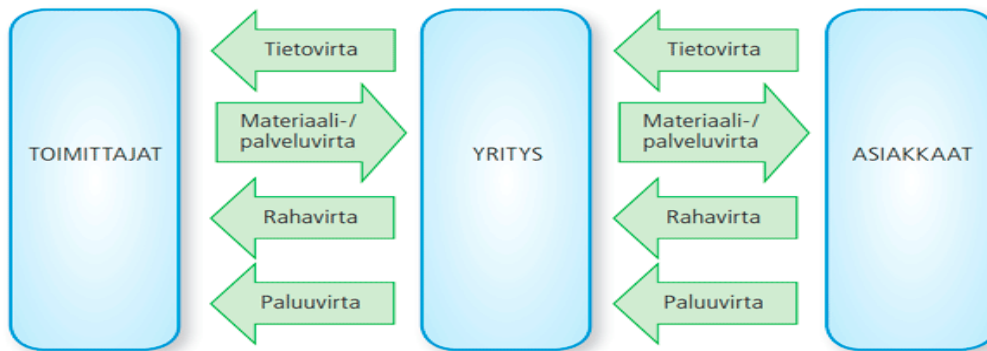 Tietovirta
Tietovirta
Materiaali-/
palveluvirta
Materiaali-/
palveluvirta
TOIMITTAJAT
YRITYS
ASIAKKAAT
Rahavirta
Rahavirta
Paluuvirta
Paluuvirta